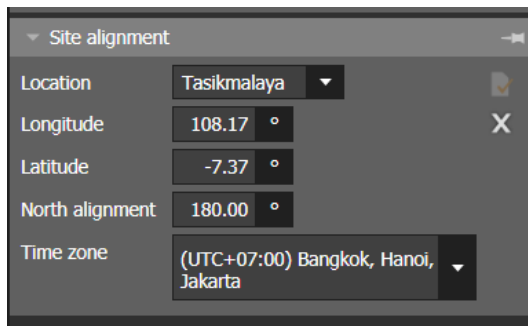 Site alignment
Location Tasikmalaya
Longitude 108.17 °
Latitude -7.37 °
North alignment 180.00 °
Time zone (UTC+07:00) Bangkok, Hanoi,
Jakarta